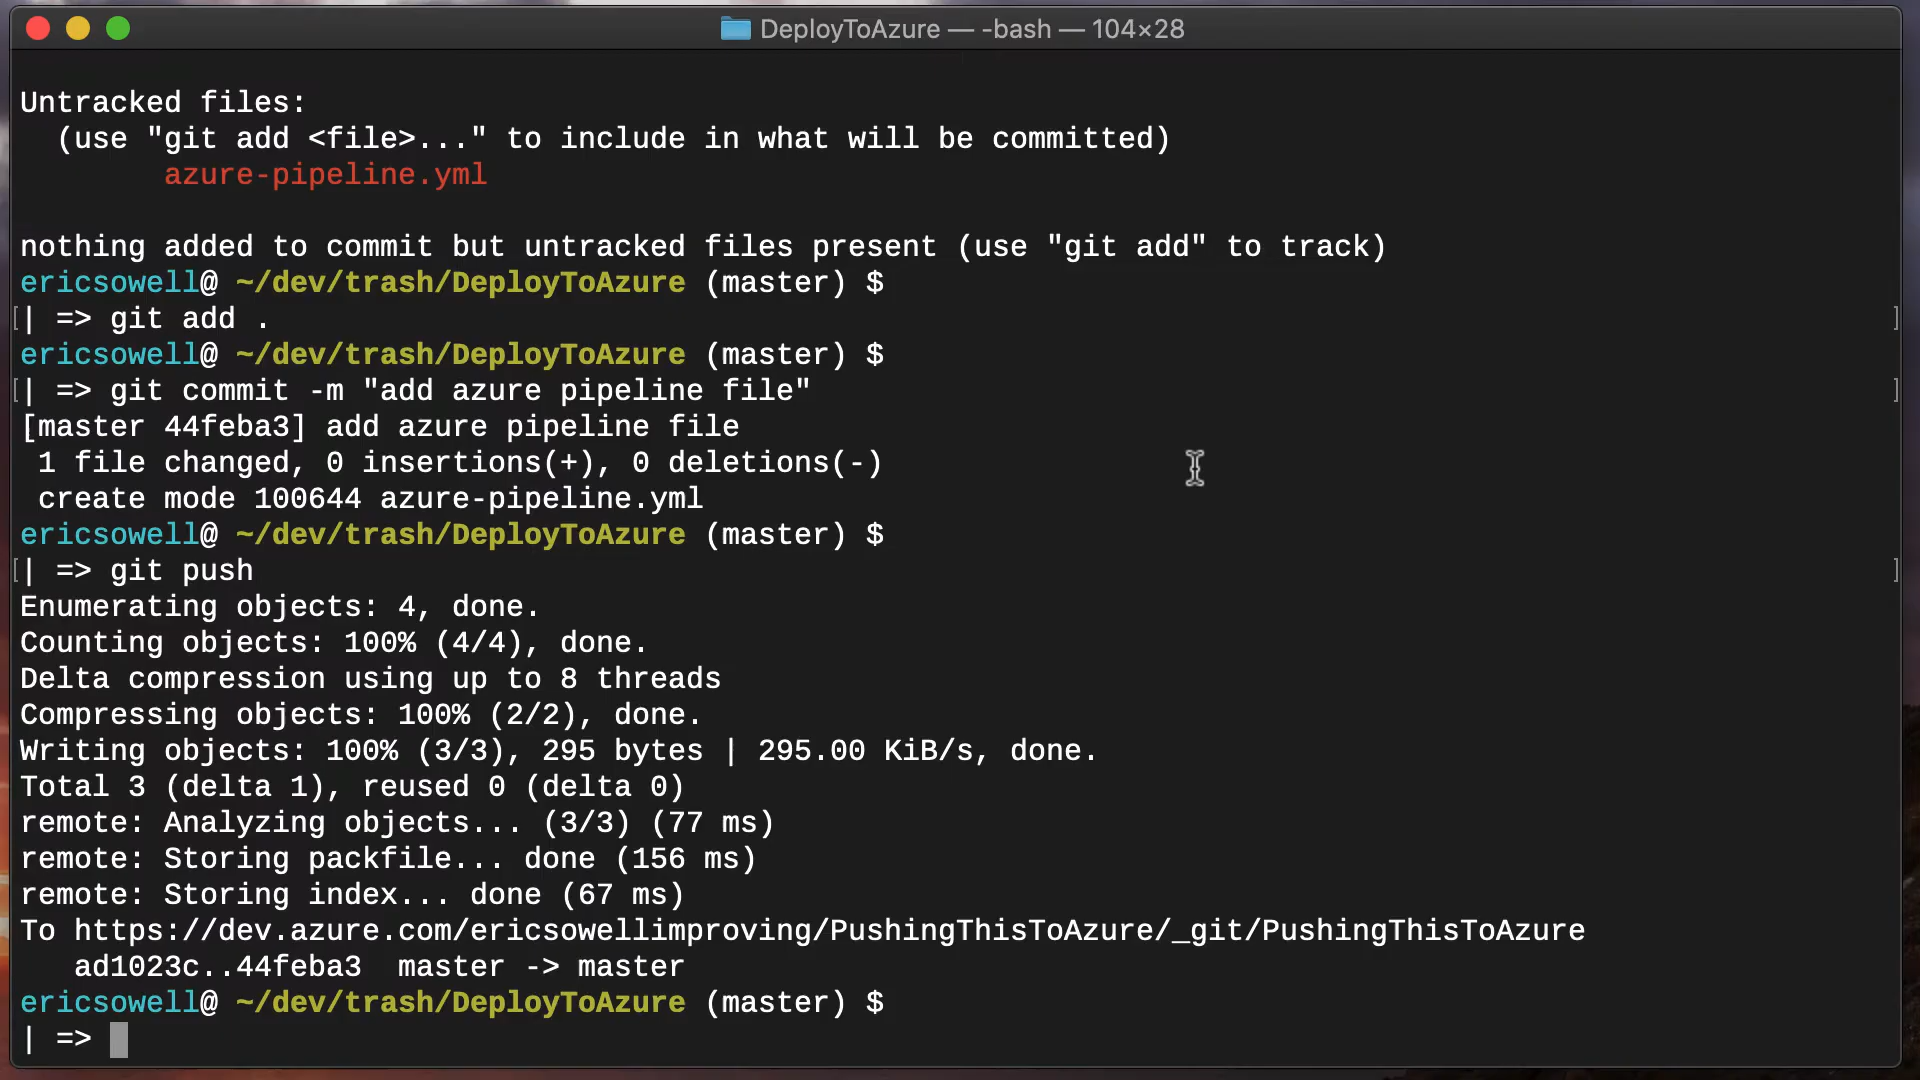 DeployToAzure — -bash — 104×28
Untracked files:
  (use "git add <file>..." to include in what will be committed)
        azure-pipeline.yml
nothing added to commit but untracked files present (use "git add" to track)
ericsowell@ ~/dev/trash/DeployToAzure (master) $
[| => git add . ]
ericsowell@ ~/dev/trash/DeployToAzure (master) $
[| => git commit -m "add azure pipeline file" ]
[master 44feba3] add azure pipeline file
 1 file changed, 0 insertions(+), 0 deletions(-)
 create mode 100644 azure-pipeline.yml
ericsowell@ ~/dev/trash/DeployToAzure (master) $
[| => git push ]
Enumerating objects: 4, done.
Counting objects: 100% (4/4), done.
Delta compression using up to 8 threads
Compressing objects: 100% (2/2), done.
Writing objects: 100% (3/3), 295 bytes | 295.00 KiB/s, done.
Total 3 (delta 1), reused 0 (delta 0)
remote: Analyzing objects... (3/3) (77 ms)
remote: Storing packfile... done (156 ms)
remote: Storing index... done (67 ms)
To https://dev.azure.com/ericsowellimproving/PushingThisToAzure/_git/PushingThisToAzure
   ad1023c..44feba3  master -> master
ericsowell@ ~/dev/trash/DeployToAzure (master) $
| =>